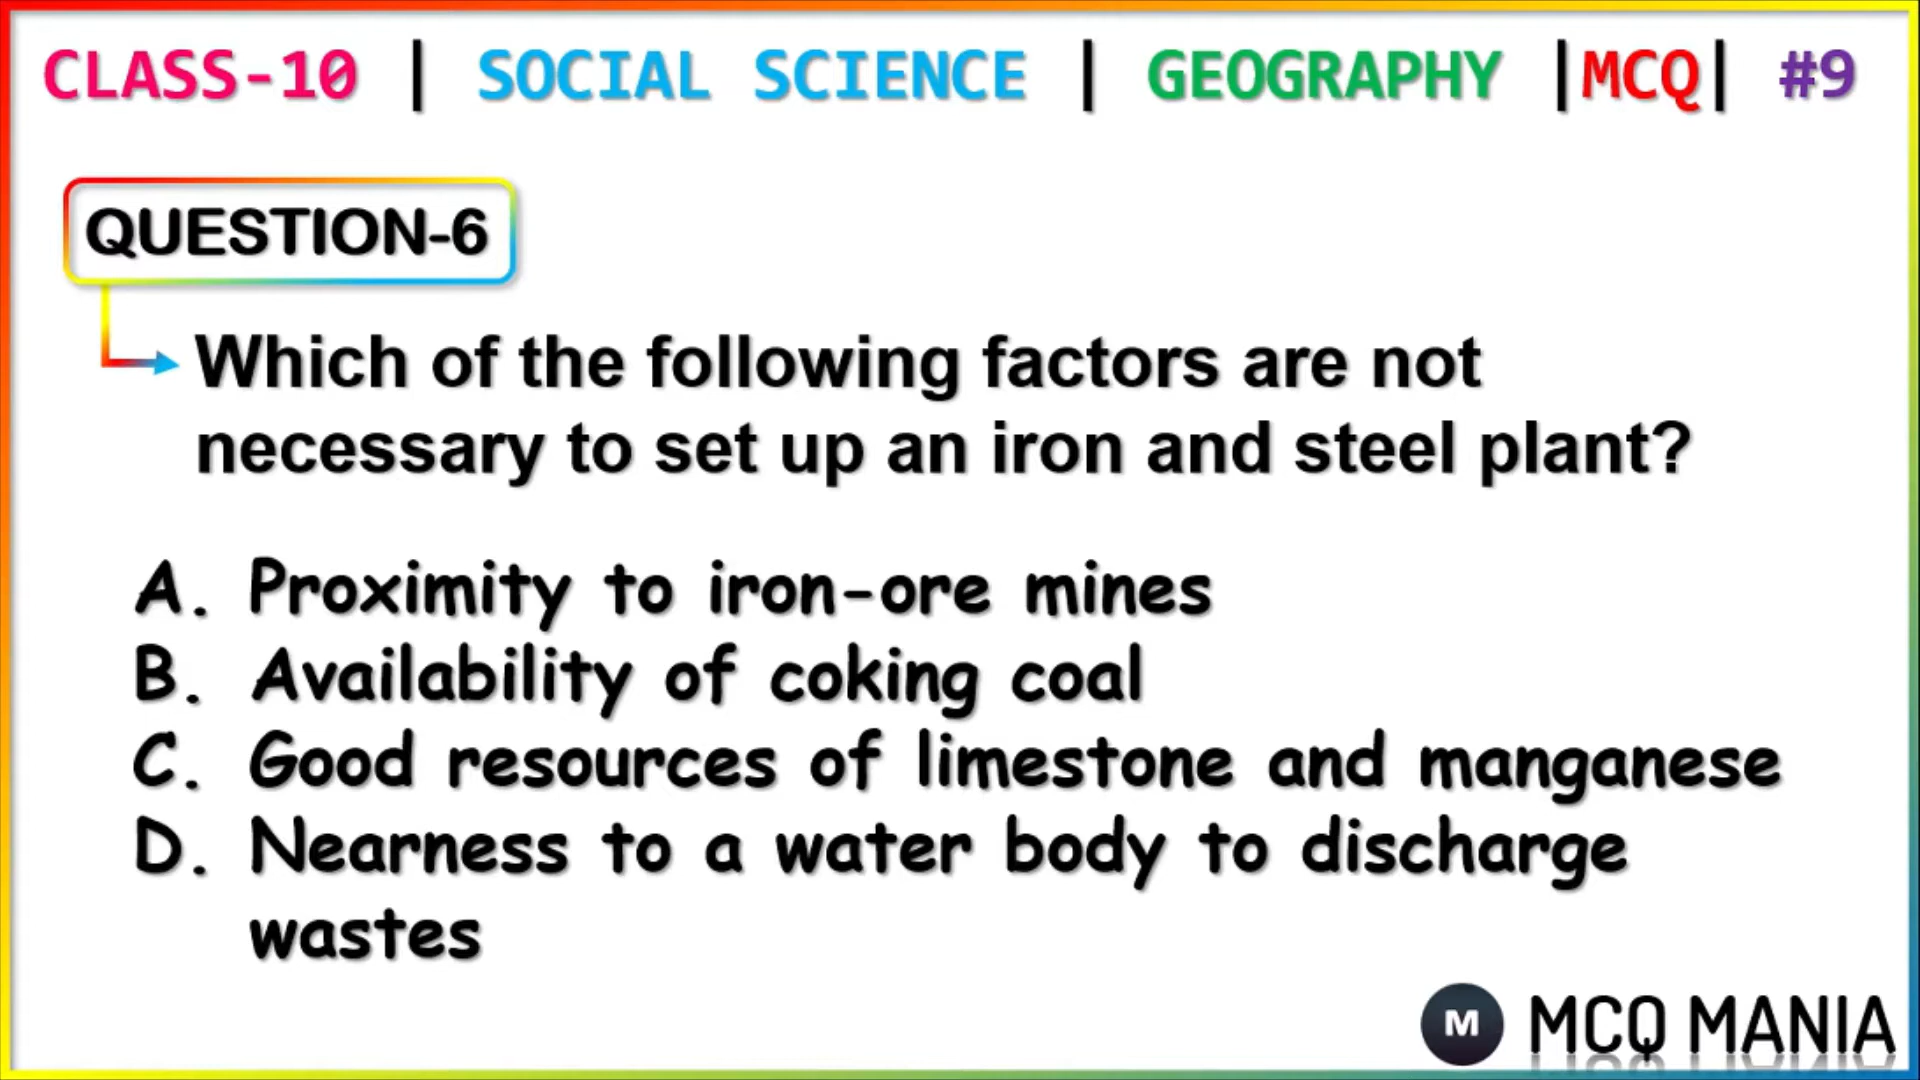 CLASS-10 | SOCIAL SCIENCE | GEOGRAPHY |MCQ| #9
QUESTION-6
Which of the following factors are not
necessary to set up an iron and steel plant?
A. Proximity to iron-ore mines
B. Availability of coking coal
C. Good resources of limestone and manganese
D. Nearness to a water body to discharge
wastes
M MCQ MANIA